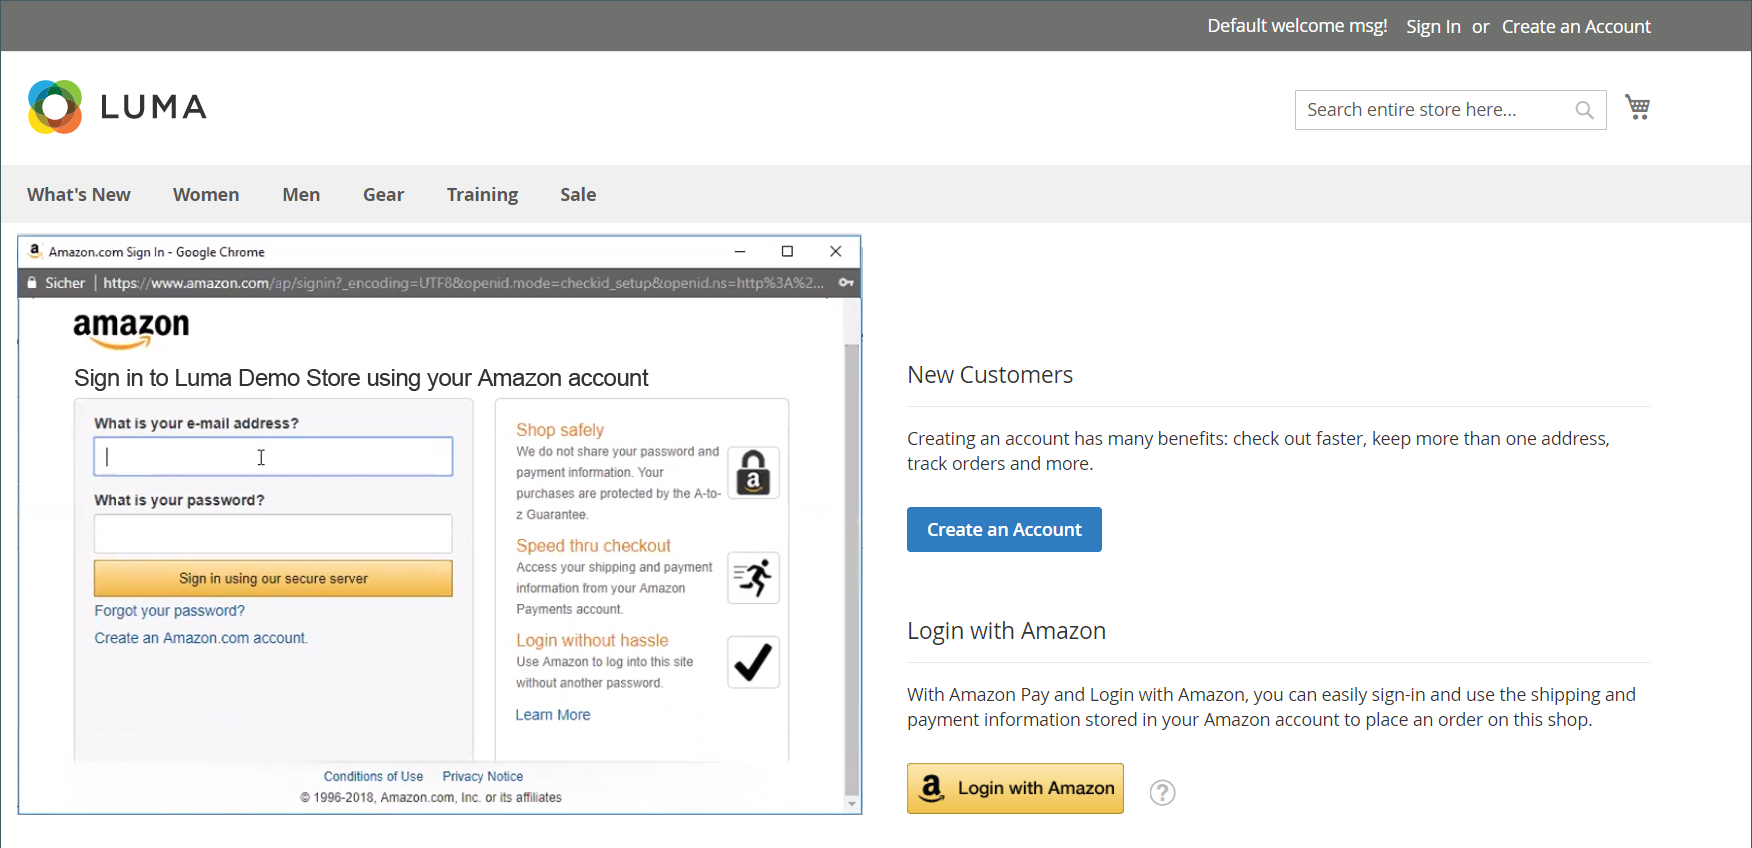 Default welcome msg! Sign In or Create an Account
LUMA
Search entire store here...
What's New Women Men Gear Training Sale
Amazon.com Sign In - Google Chrome
Sicher | https://www.amazon.com/ap/signin?_encoding=UTF8&openid.mode=checkid_setup&openid.ns=http%3A%2...
amazon
Sign in to Luma Demo Store using your Amazon account
What is your e-mail address?
What is your password?
Sign in using our secure server
Forgot your password?
Create an Amazon.com account.
Shop safely
We do not share your password and
payment information. Your
purchases are protected by the A-to-
z Guarantee.
Speed thru checkout
Access your shipping and payment
information from your Amazon
Payments account.
Login without hassle
Use Amazon to log into this site
without another password.
Learn More
Conditions of Use Privacy Notice
© 1996-2018, Amazon.com, Inc. or its affiliates
New Customers
Creating an account has many benefits: check out faster, keep more than one address,
track orders and more.
Create an Account
Login with Amazon
With Amazon Pay and Login with Amazon, you can easily sign-in and use the shipping and
payment information stored in your Amazon account to place an order on this shop.
a Login with Amazon ?